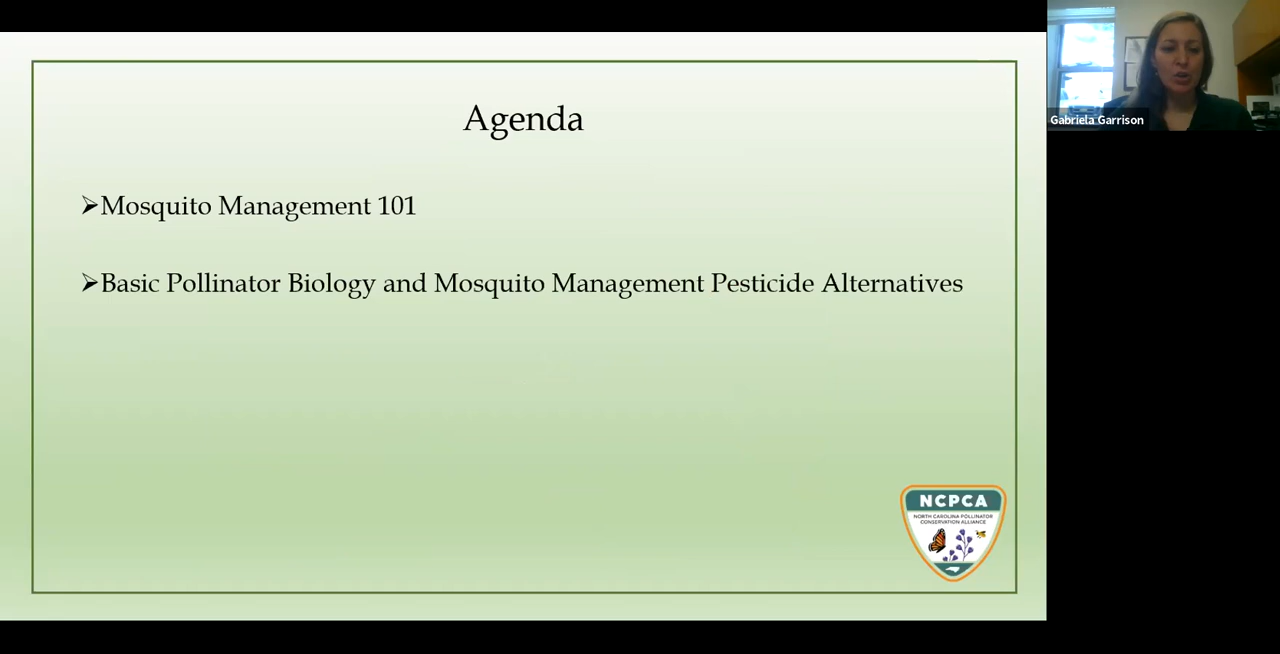 Agenda
➢Mosquito Management 101
➢Basic Pollinator Biology and Mosquito Management Pesticide Alternatives
NCPCA
NORTH CAROLINA POLLINATOR
CONSERVATION ALLIANCE
Gabriela Garrison